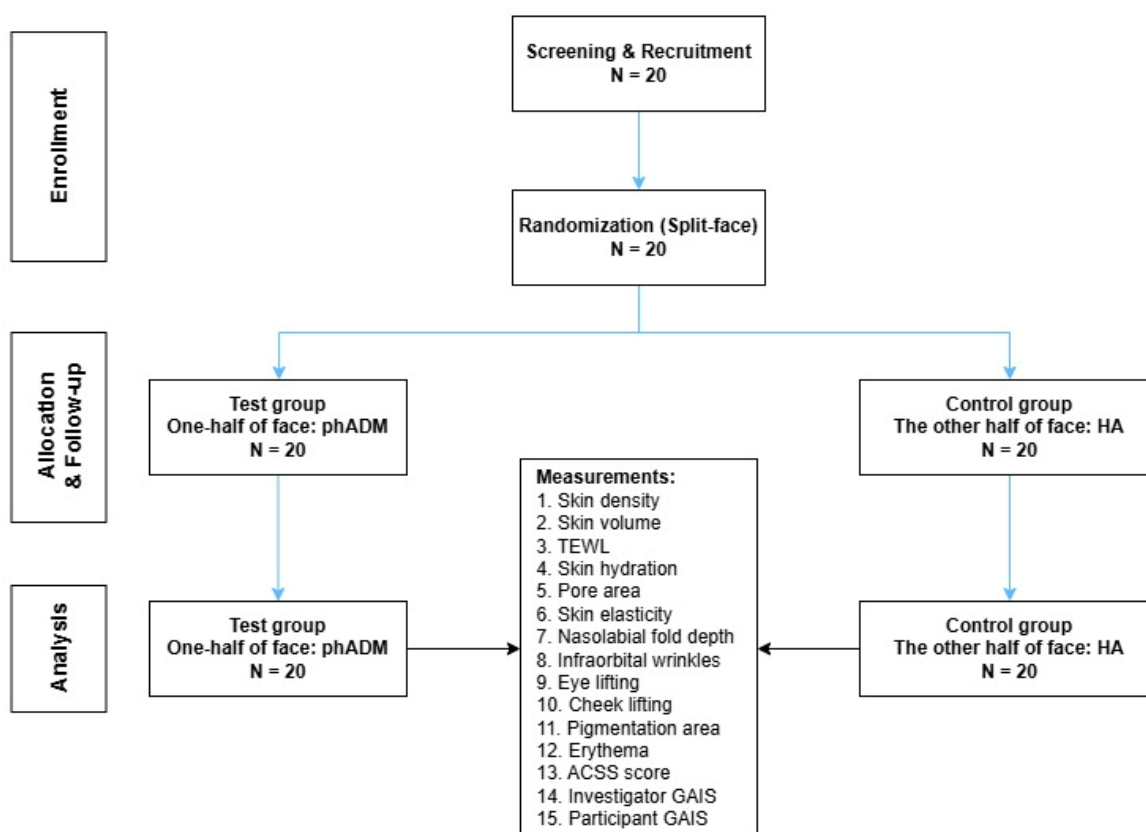 Enrollment
Screening & Recruitment
N = 20
Randomization (Split-face)
N = 20
Allocation
& Follow-up
Test group
One-half of face: phADM
N = 20
Control group
The other half of face: HA
N = 20
Analysis
Test group
One-half of face: phADM
N = 20
Measurements:
1. Skin density
2. Skin volume
3. TEWL
4. Skin hydration
5. Pore area
6. Skin elasticity
7. Nasolabial fold depth
8. Infraorbital wrinkles
9. Eye lifting
10. Cheek lifting
11. Pigmentation area
12. Erythema
13. ACSS score
14. Investigator GAIS
15. Participant GAIS
Control group
The other half of face: HA
N = 20